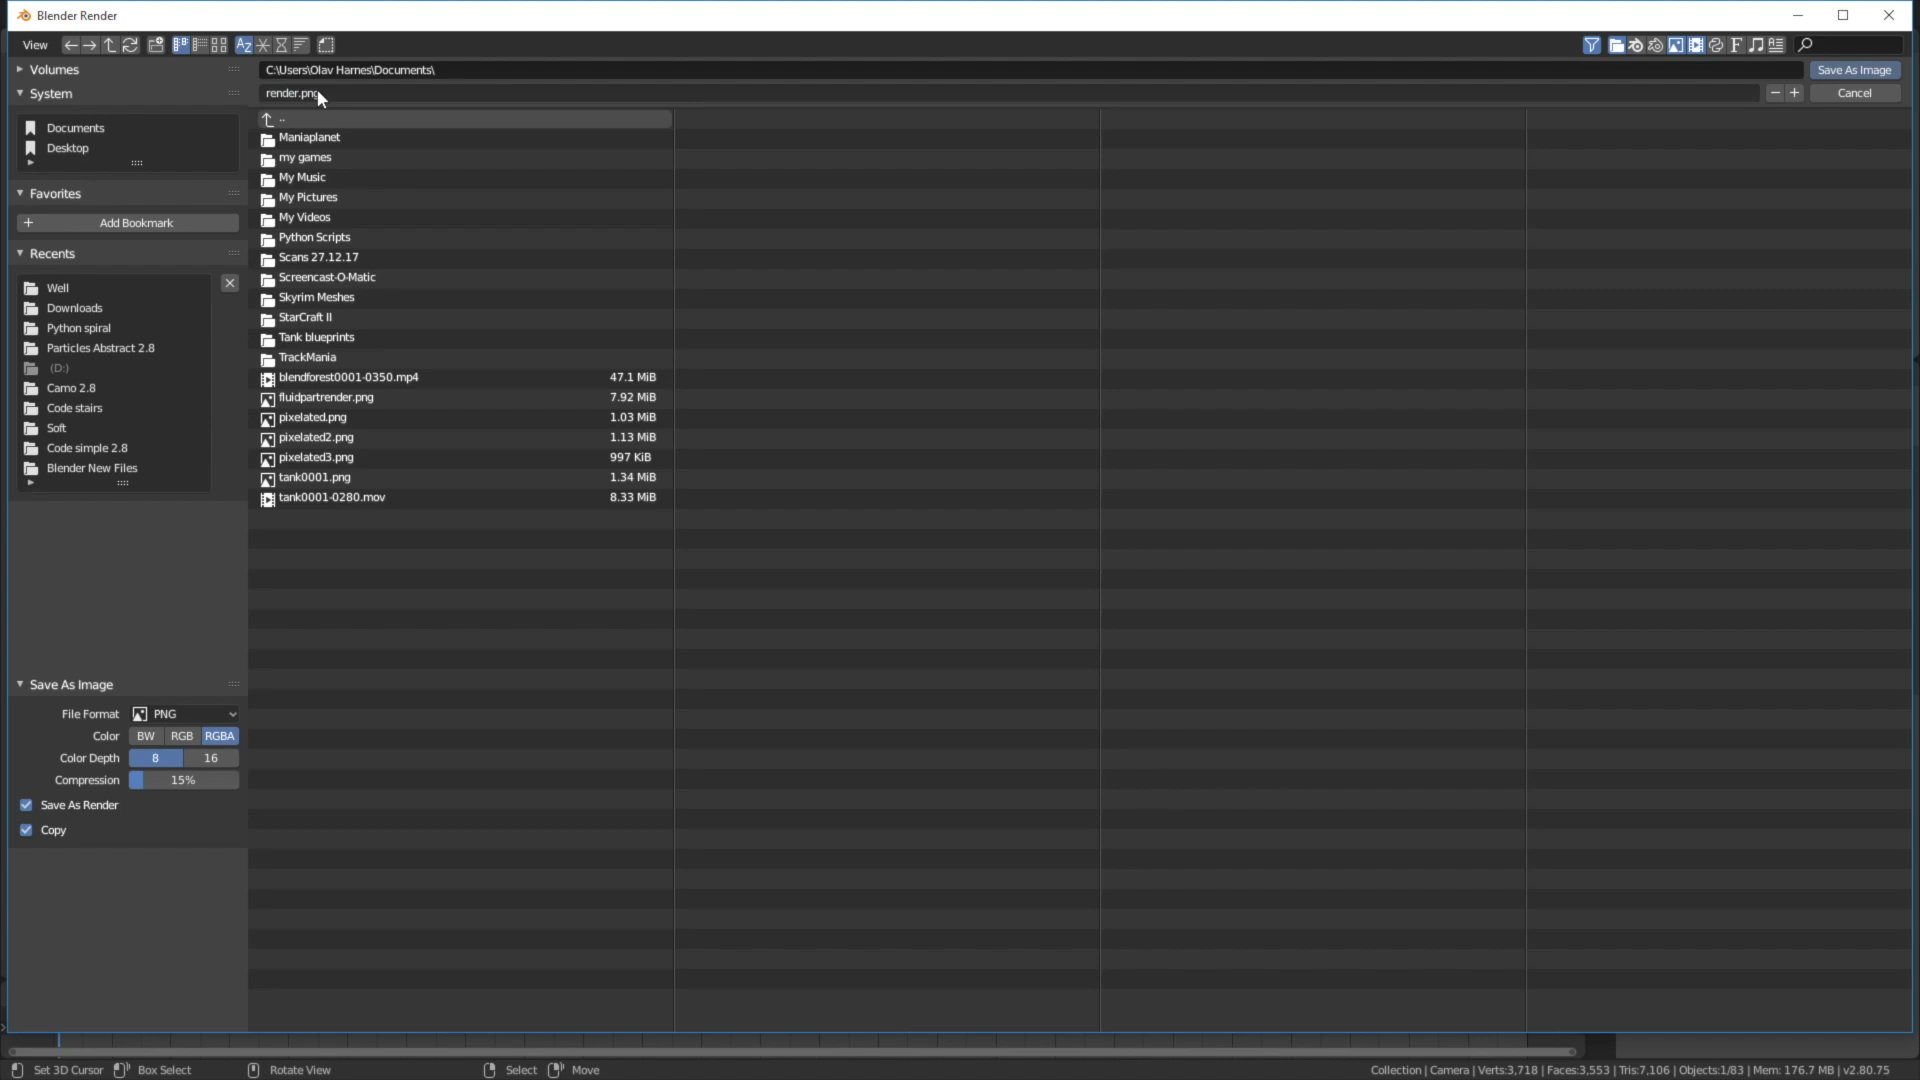 Blender Render
View
Volumes
C:\Users\Olav Harnes\Documents\
Save As Image
System
render.png
Cancel
Documents
Desktop
..
Maniaplanet
my games
My Music
My Pictures
My Videos
Python Scripts
Scans 27.12.17
Screencast-O-Matic
Skyrim Meshes
StarCraft II
Tank blueprints
TrackMania
blendforest0001-0350.mp4 47.1 MiB
fluidpartrender.png 7.92 MiB
pixelated.png 1.03 MiB
pixelated2.png 1.13 MiB
pixelated3.png 997 KiB
tank0001.png 1.34 MiB
tank0001-0280.mov 8.33 MiB
Favorites
Add Bookmark
Recents
Well
Downloads
Python spiral
Particles Abstract 2.8
(D:)
Camo 2.8
Code stairs
Soft
Code simple 2.8
Blender New Files
Save As Image
File Format PNG
Color BW RGB RGBA
Color Depth 8 16
Compression 15%
Save As Render
Copy
Set 3D Cursor Box Select Rotate View Select Move Collection | Camera | Verts:3,718 | Faces:3,553 | Tris:7,106 | Objects:1/83 | Mem: 176.7 MB | v2.80.75